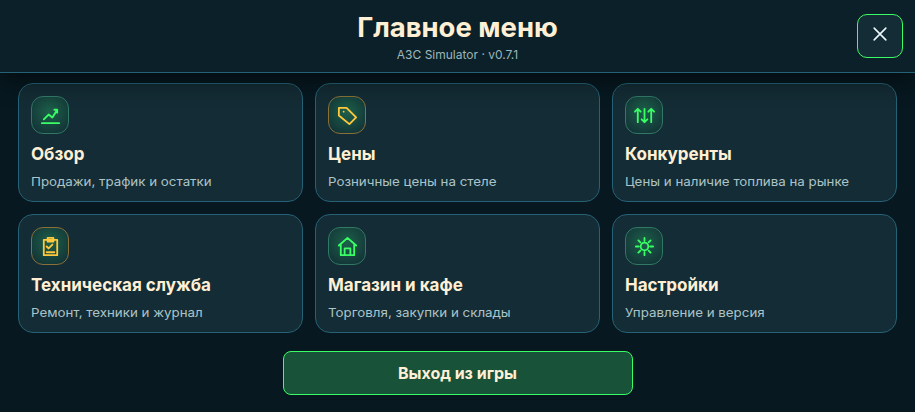 Главное меню
АЗС Simulator · v0.7.1
Обзор
Продажи, трафик и остатки
Цены
Розничные цены на стеле
Конкуренты
Цены и наличие топлива на рынке
Техническая служба
Ремонт, техники и журнал
Магазин и кафе
Торговля, закупки и склады
Настройки
Управление и версия
Выход из игры